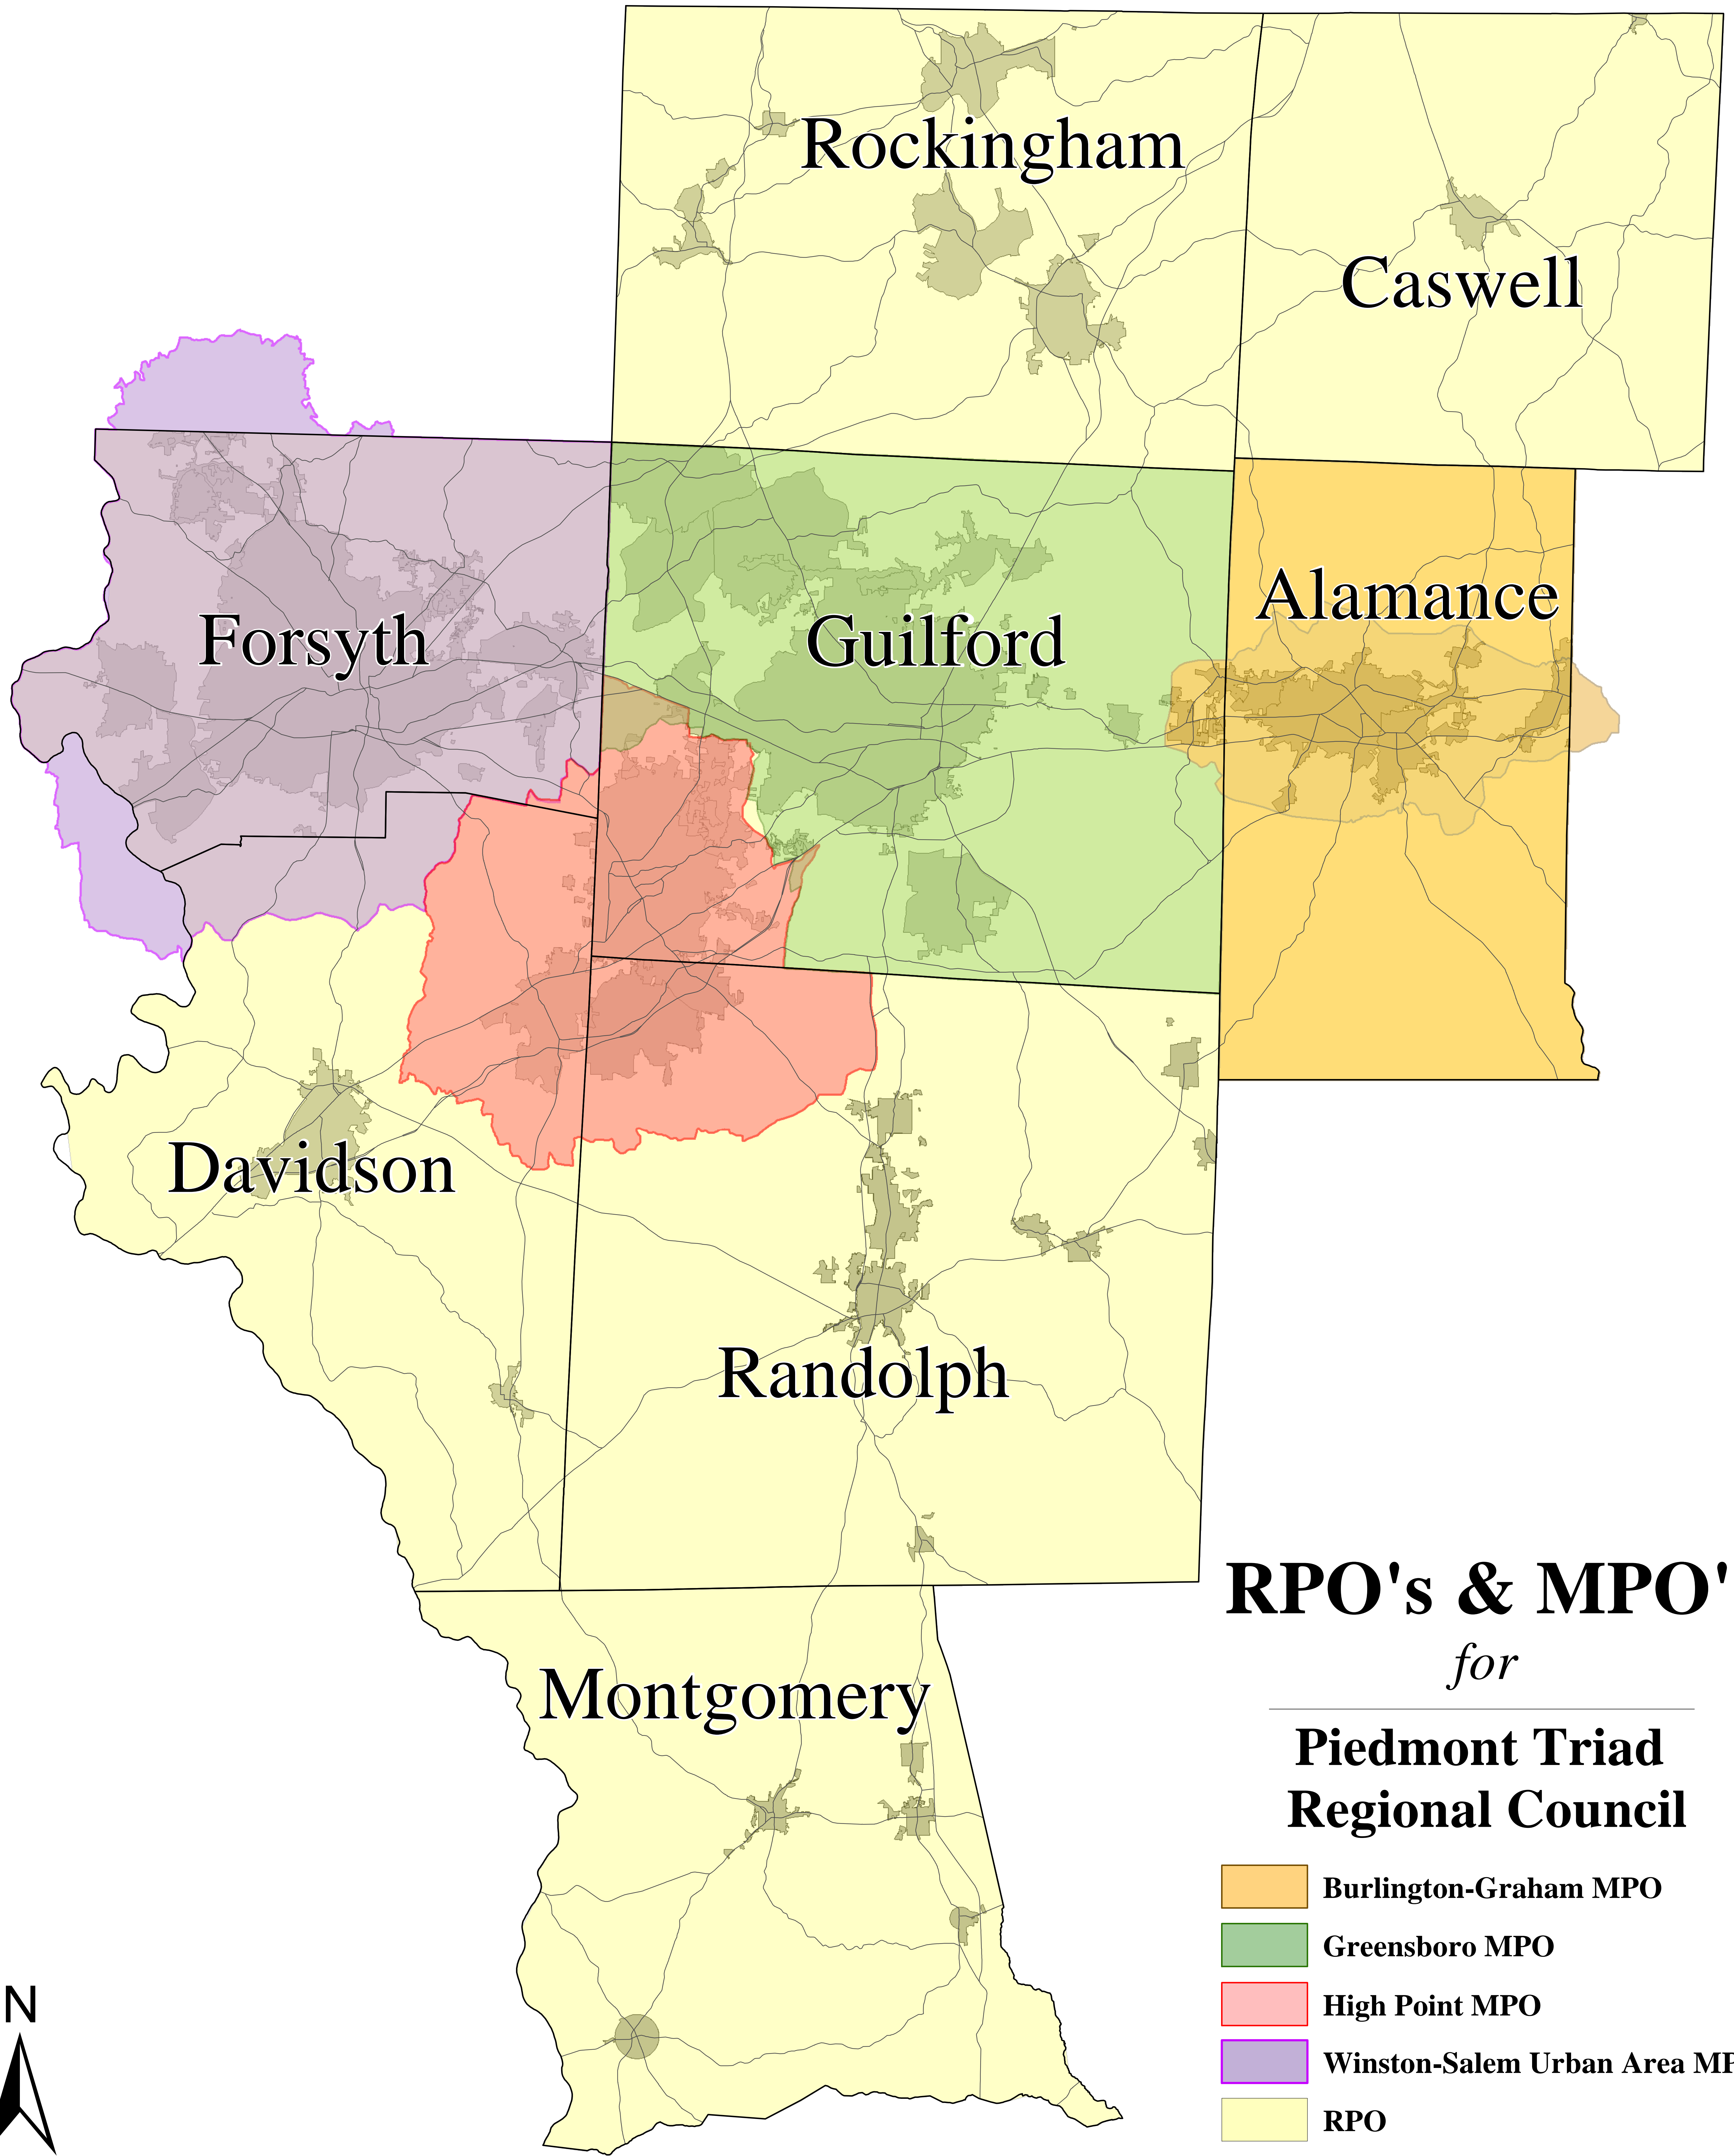 Rockingham
Caswell
Alamance
Forsyth
Guilford
Davidson
Randolph
Montgomery
RPO's & MPO'
for
Piedmont Triad
Regional Council
Burlington-Graham MPO
Greensboro MPO
High Point MPO
Winston-Salem Urban Area MP
RPO
N